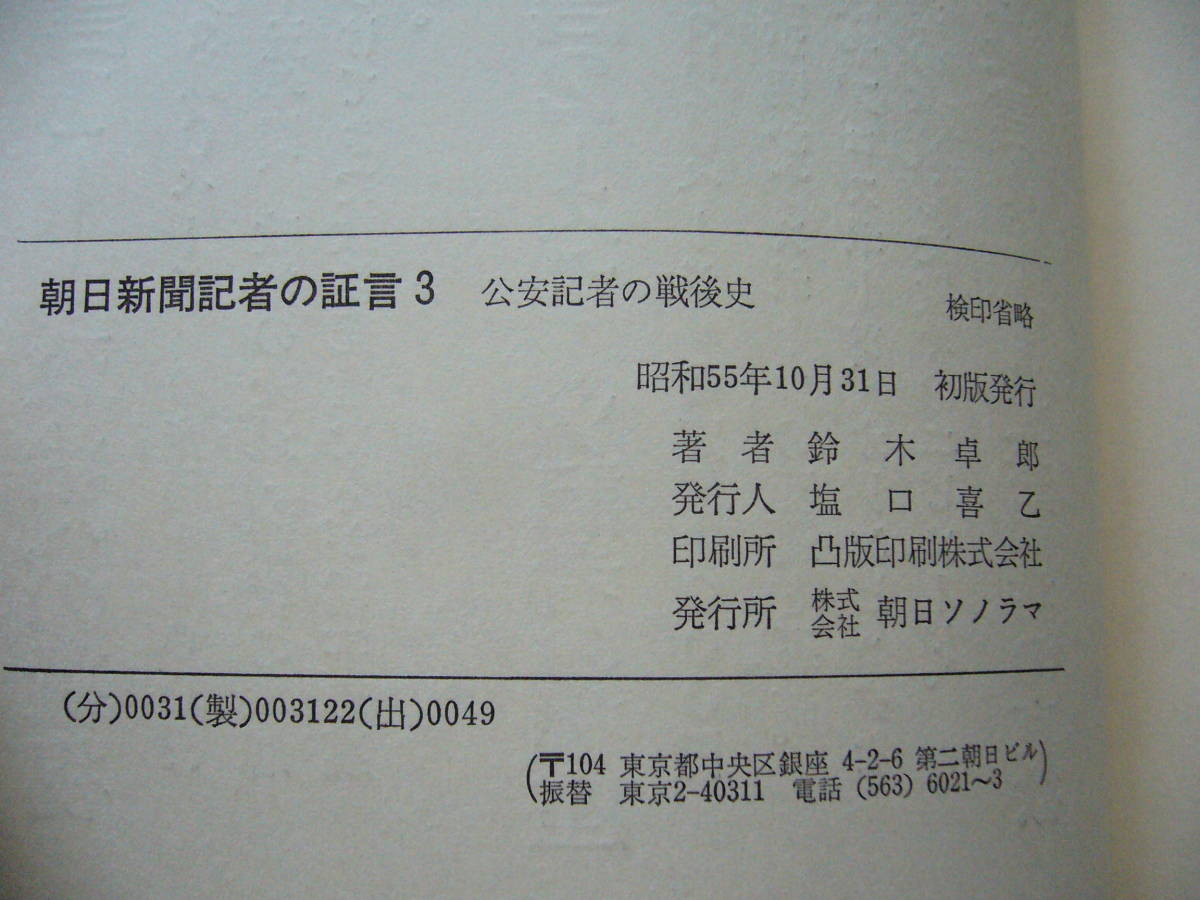 朝日新聞記者の証言3 公安記者の戦後史 検印省略
昭和55年10月31日 初版発行
著者 鈴木卓郎
発行人 塩口喜乙
印刷所 凸版印刷株式会社
発行所 株式会社 朝日ソノラマ
(分)0031(製)003122(出)0049
(〒104 東京都中央区銀座 4-2-6 第二朝日ビル
振替 東京2-40311 電話 (563) 6021〜3)